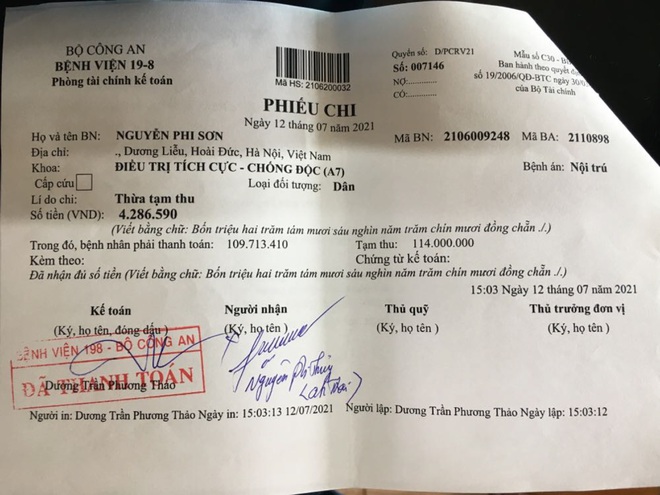 BỘ CÔNG AN
BỆNH VIỆN 19-8
Phòng tài chính kế toán
Mã HS: 2106200032
Quyển số: D/PCRV21
Số: 007146
NỢ:
CÓ:
Mẫu số C30 -
Ban hành theo quyết
số 19/2006/QĐ-BTC ngày 30/
của Bộ Tài chính
PHIẾU CHI
Ngày 12 tháng 07 năm 2021
Họ và tên BN: NGUYỄN PHI SƠN Mã BN: 2106009248 Mã BA: 2110898
Địa chỉ: ., Dương Liễu, Hoài Đức, Hà Nội, Việt Nam
Khoa: ĐIỀU TRỊ TÍCH CỰC - CHỐNG ĐỘC (A7) Bệnh án: Nội trú
Cấp cứu Loại đối tượng: Dân
Lí do chi: Thừa tạm thu
Số tiền (VND): 4.286.590
(Viết bằng chữ: Bốn triệu hai trăm tám mươi sáu nghìn năm trăm chín mươi đồng chẵn ./.)
Trong đó, bệnh nhân phải thanh toán: 109.713.410 Tạm thu: 114.000.000
Kèm theo: Chứng từ kế toán:
Đã nhận đủ số tiền (Viết bằng chữ: Bốn triệu hai trăm tám mươi sáu nghìn năm trăm chín mươi đồng chẵn ./.)
15:03 Ngày 12 tháng 07 năm 2021
Kế toán Người nhận Thủ quỹ Thủ trưởng đơn vị
(Ký, họ tên, đóng dấu) (Ký, họ tên ) (Ký, họ tên ) (Ký, họ tên )
BỆNH VIỆN 198 - BỘ CÔNG AN
ĐÃ THANH TOÁN
Dương Trần Phương Thảo
Nguyễn Phi Thủy
Người in: Dương Trần Phương Thảo Ngày in: 15:03:13 12/07/2021 Người lập: Dương Trần Phương Thảo Ngày lập: 15:03:12